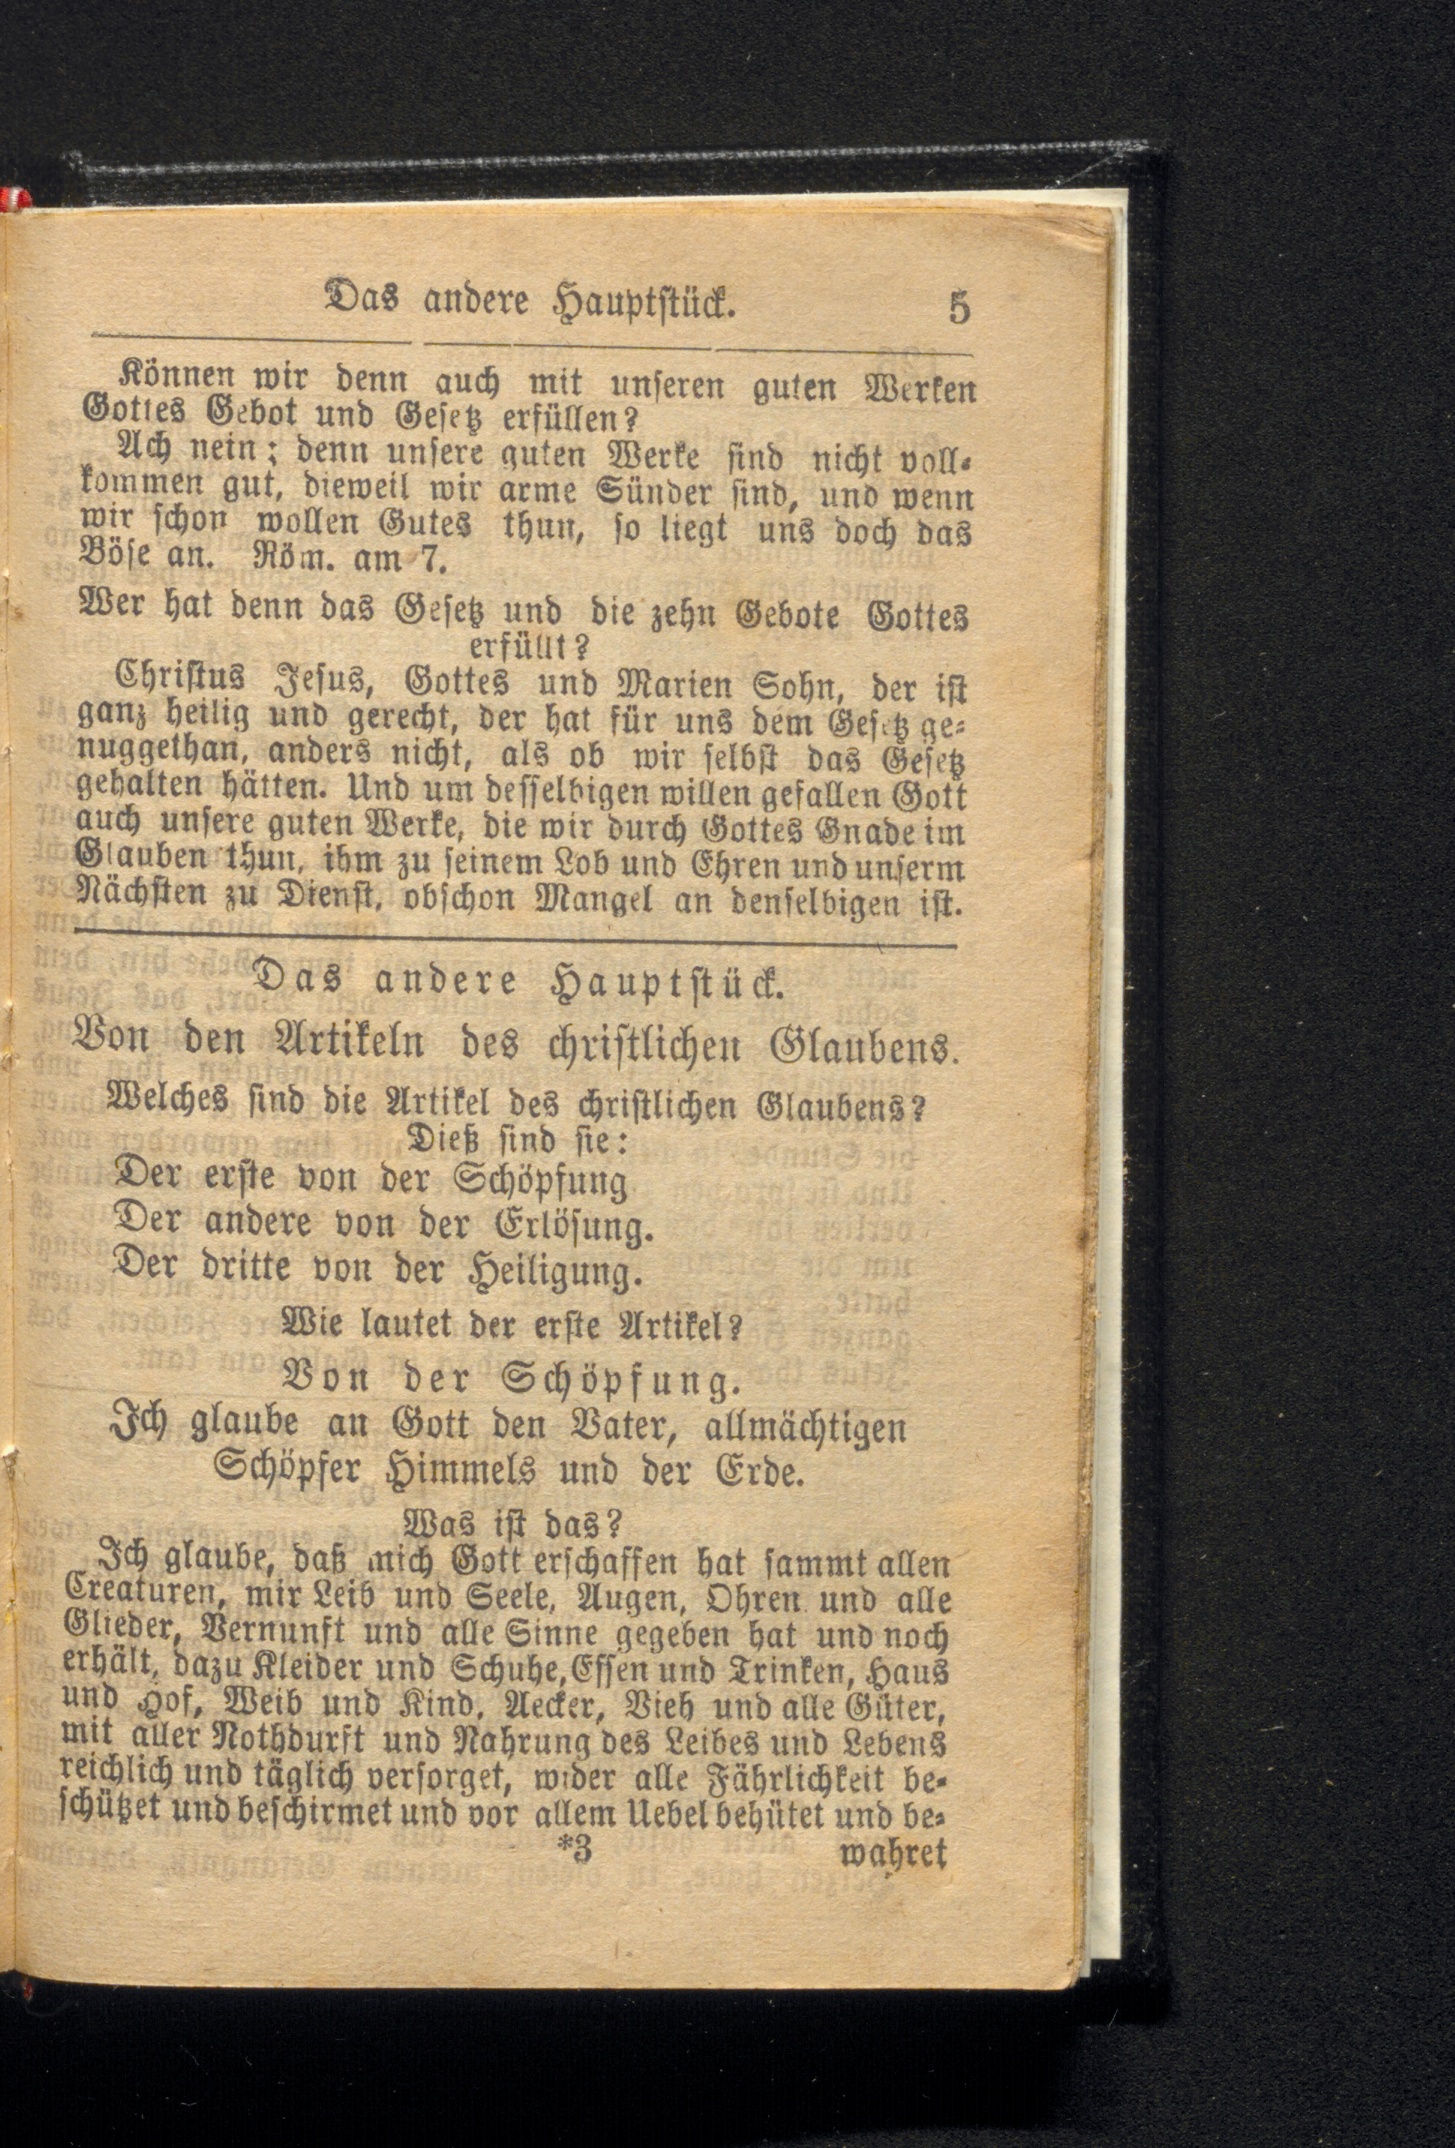 Das andere Hauptstück. 5
Können wir denn auch mit unseren guten Werken
Gottes Gebot und Gesetz erfüllen?
Ach nein; denn unsere guten Werke sind nicht voll-
kommen gut, dieweil wir arme Sünder sind, und wenn
wir schon wollen Gutes thun, so liegt uns doch das
Böse an. Röm. am 7.
Wer hat denn das Gesetz und die zehn Gebote Gottes
erfüllt?
Christus Jesus, Gottes und Marien Sohn, der ist
ganz heilig und gerecht, der hat für uns dem Gesetz ge-
nuggethan, anders nicht, als ob wir selbst das Gesetz
gehalten hätten. Und um desselbigen willen gefallen Gott
auch unsere guten Werke, die wir durch Gottes Gnade im
Glauben thun, ihm zu seinem Lob und Ehren und unserm
Nächsten zu Dienst, obschon Mangel an denselbigen ist.
Das andere Hauptstück.
Von den Artikeln des christlichen Glaubens.
Welches sind die Artikel des christlichen Glaubens?
Dieß sind sie:
Der erste von der Schöpfung
Der andere von der Erlösung.
Der dritte von der Heiligung.
Wie lautet der erste Artikel?
Von der Schöpfung.
Ich glaube an Gott den Vater, allmächtigen
Schöpfer Himmels und der Erde.
Was ist das?
Ich glaube, daß mich Gott erschaffen hat sammt allen
Creaturen, mir Leib und Seele, Augen, Ohren und alle
Glieder, Vernunft und alle Sinne gegeben hat und noch
erhält, dazu Kleider und Schuhe, Essen und Trinken, Haus
und Hof, Weib und Kind, Aecker, Vieh und alle Güter,
mit aller Nothdurft und Nahrung des Leibes und Lebens
reichlich und täglich versorget, wider alle Fährlichkeit be-
schützet und beschirmet und vor allem Uebel behütet und be-
*3 wahret